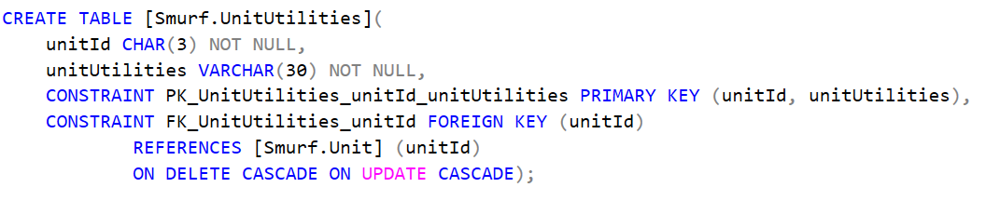 CREATE TABLE [Smurf.UnitUtilities](
    unitId CHAR(3) NOT NULL,
    unitUtilities VARCHAR(30) NOT NULL,
    CONSTRAINT PK_UnitUtilities_unitId_unitUtilities PRIMARY KEY (unitId, unitUtilities),
    CONSTRAINT FK_UnitUtilities_unitId FOREIGN KEY (unitId)
            REFERENCES [Smurf.Unit] (unitId)
            ON DELETE CASCADE ON UPDATE CASCADE);